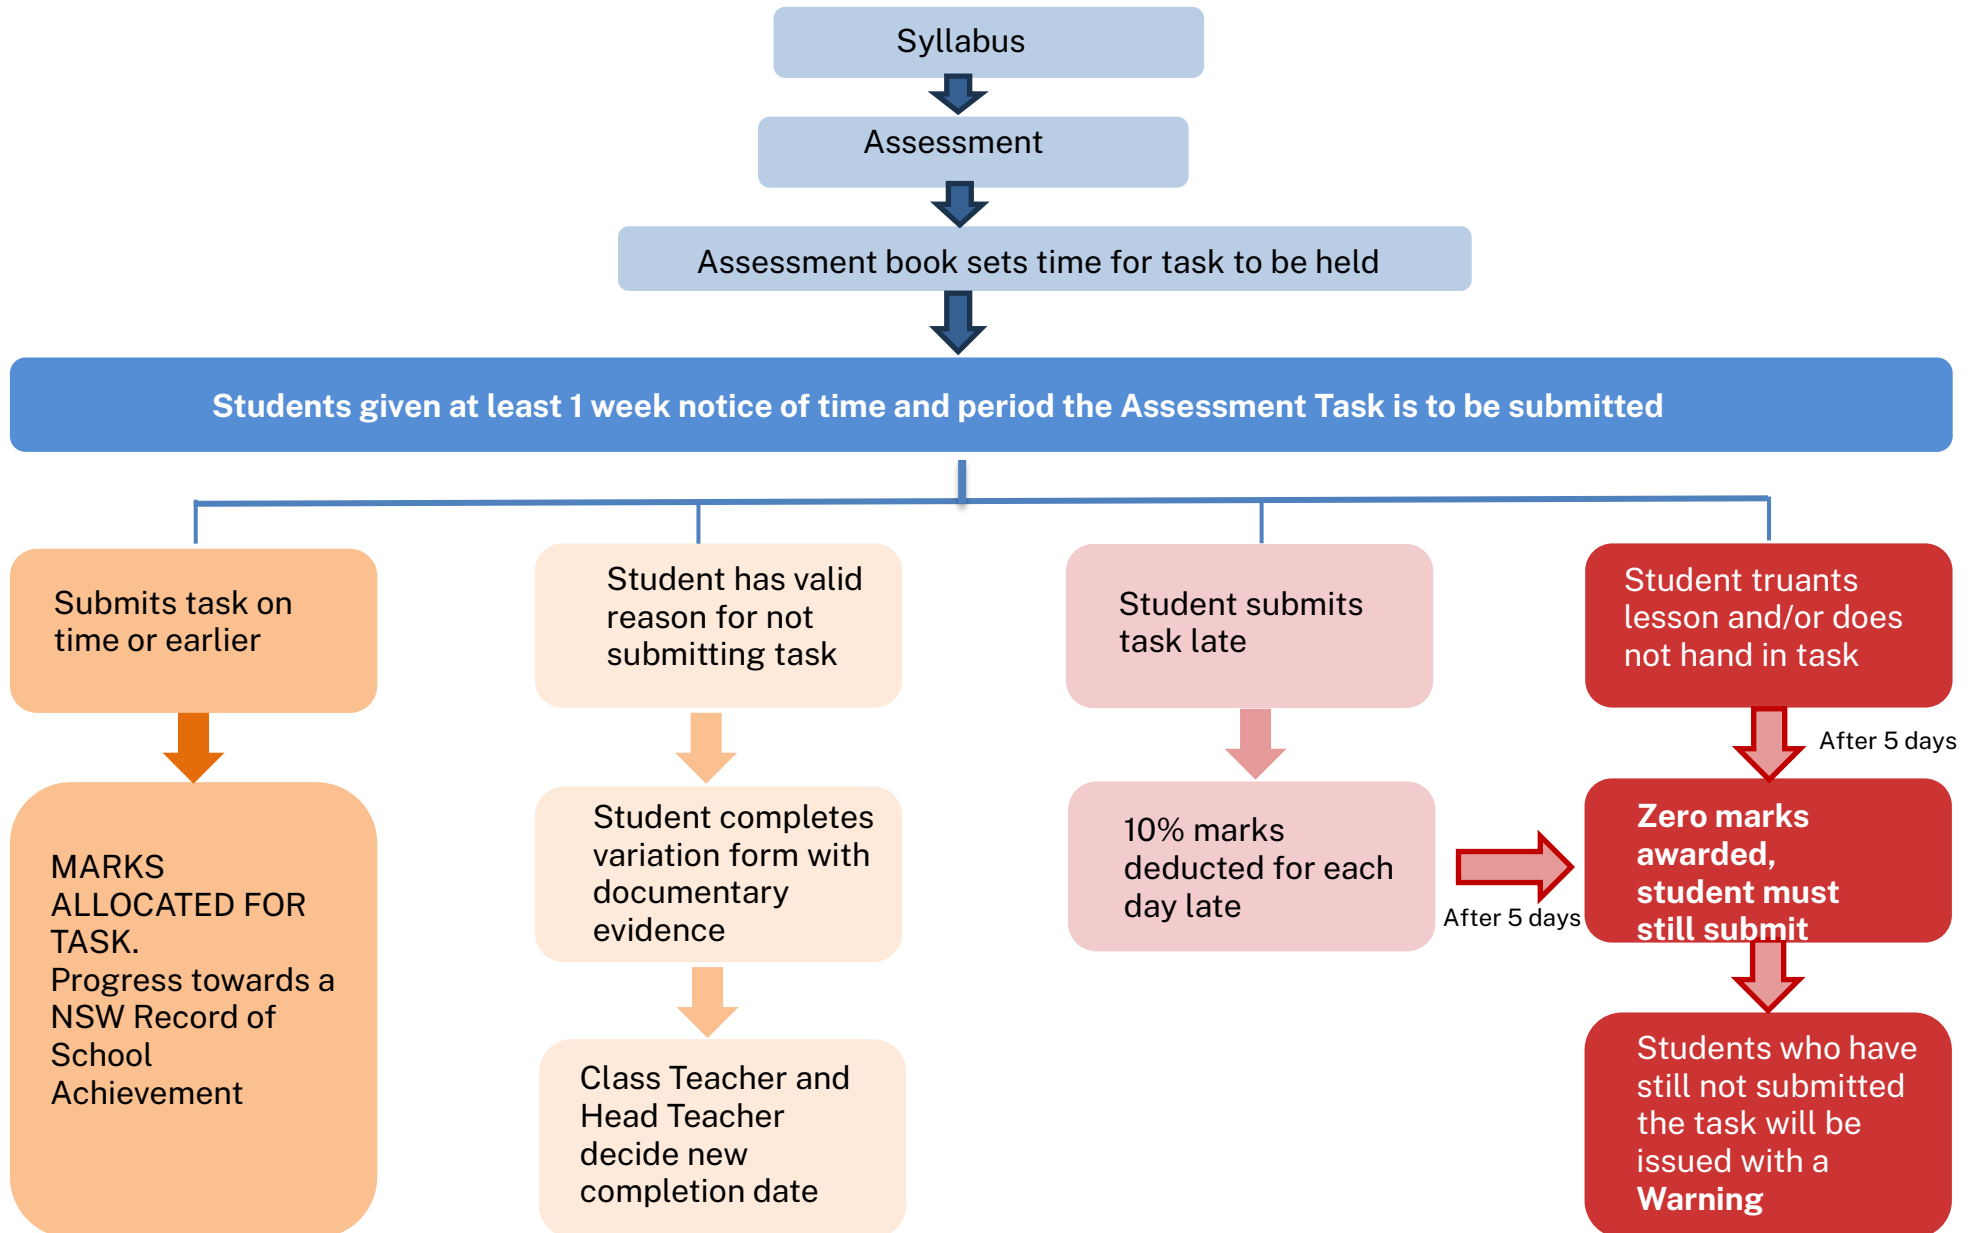 Syllabus
Assessment
Assessment book sets time for task to be held
Students given at least 1 week notice of time and period the Assessment Task is to be submitted
Submits task on
time or earlier
MARKS
ALLOCATED FOR
TASK.
Progress towards a
NSW Record of
School
Achievement
Student has valid
reason for not
submitting task
Student completes
variation form with
documentary
evidence
Class Teacher and
Head Teacher
decide new
completion date
Student submits
task late
10% marks
deducted for each
day late
After 5 days
Student truants
lesson and/or does
not hand in task
After 5 days
Zero marks
awarded,
student must
still submit
Students who have
still not submitted
the task will be
issued with a
Warning